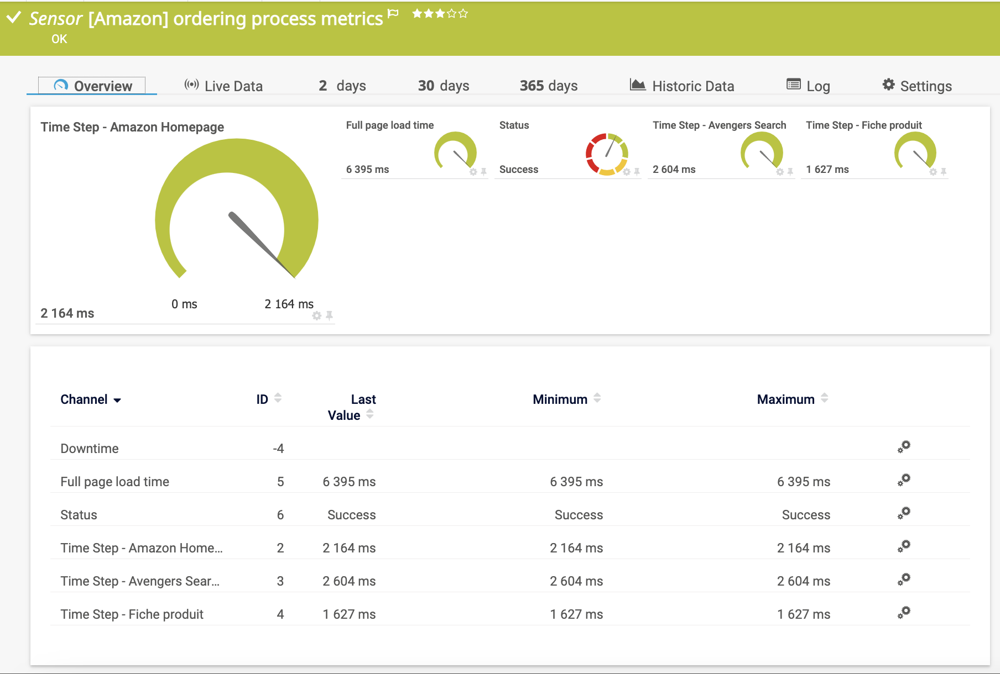 Sensor [Amazon] ordering process metrics
OK
Overview
Live Data
2 days
30 days
365 days
Historic Data
Log
Settings
Time Step - Amazon Homepage
0 ms
2 164 ms
2 164 ms
Full page load time
6 395 ms
Status
Success
Time Step - Avengers Search
2 604 ms
Time Step - Fiche produit
1 627 ms
Channel ID Last Value Minimum Maximum
Downtime -4
Full page load time 5 6 395 ms 6 395 ms 6 395 ms
Status 6 Success Success Success
Time Step - Amazon Home... 2 2 164 ms 2 164 ms 2 164 ms
Time Step - Avengers Sear... 3 2 604 ms 2 604 ms 2 604 ms
Time Step - Fiche produit 4 1 627 ms 1 627 ms 1 627 ms